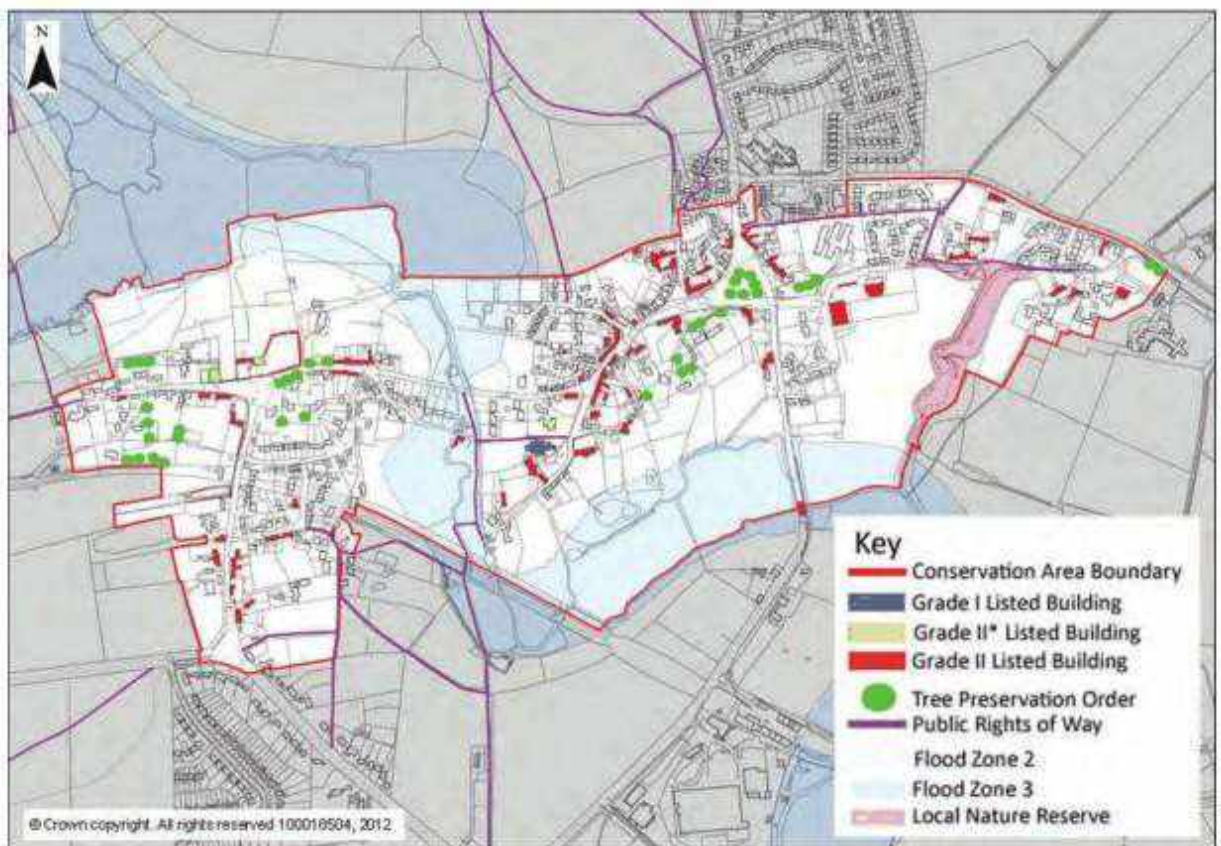 N
Key
Conservation Area Boundary
Grade I Listed Building
Grade II* Listed Building
Grade II Listed Building
Tree Preservation Order
Public Rights of Way
Flood Zone 2
Flood Zone 3
Local Nature Reserve
© Crown copyright. All rights reserved 100018504, 2012